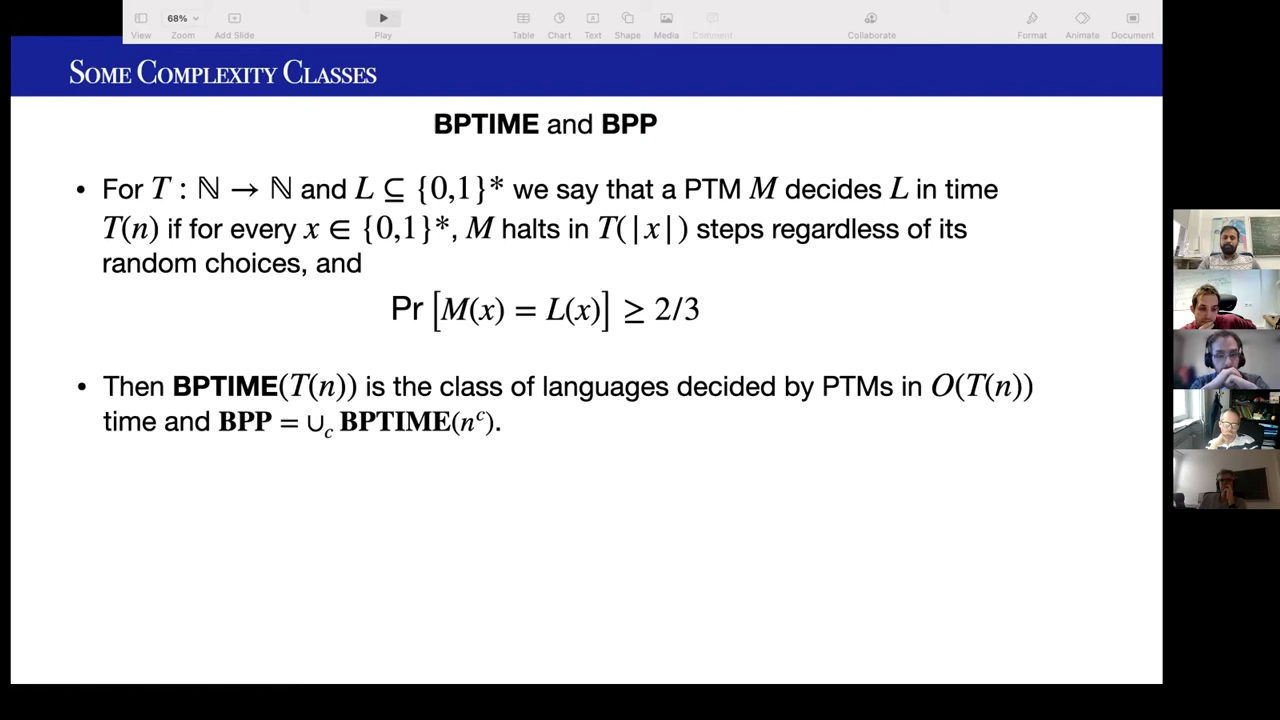 68%
View
Zoom
Add Slide
Play
Table
Chart
Text
Shape
Media
Comment
Collaborate
Format
Animate
Document
SOME COMPLEXITY CLASSES
BPTIME and BPP
• For T : ℕ → ℕ and L ⊆ {0,1}* we say that a PTM M decides L in time
T(n) if for every x ∈ {0,1}*, M halts in T(|x|) steps regardless of its
random choices, and
Pr [M(x) = L(x)] ≥ 2/3
• Then BPTIME(T(n)) is the class of languages decided by PTMs in O(T(n))
time and BPP = ∪c BPTIME(nᶜ).